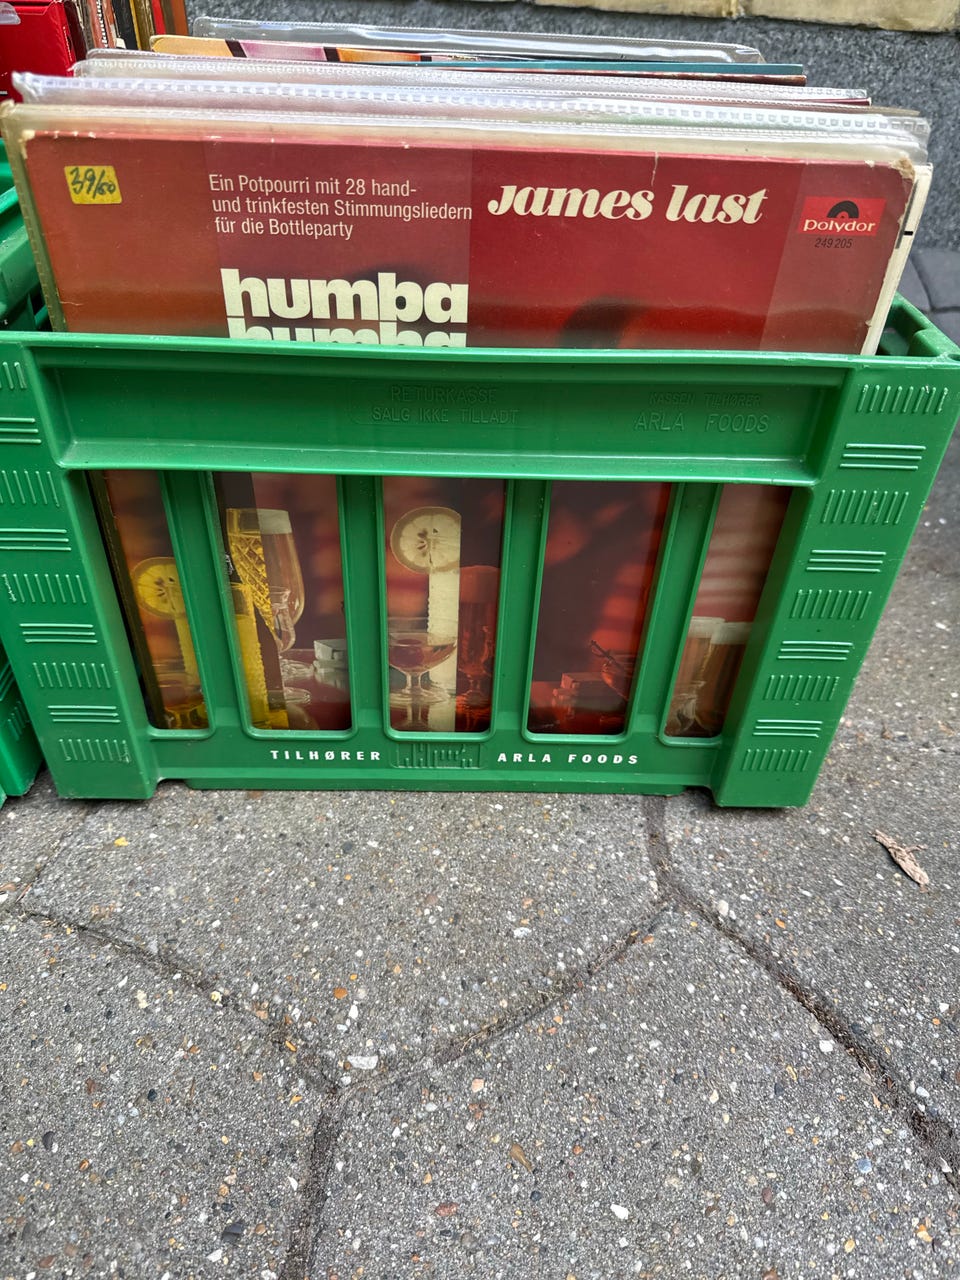 39/50
Ein Potpourri mit 28 hand-
und trinkfesten Stimmungsliedern
für die Bottleparty
james last
polydor
249 205
humba
humba
RETURKASSE
SALG IKKE TILLADT
KASSEN TILHØRER
ARLA FOODS
TILHØRER ARLA FOODS